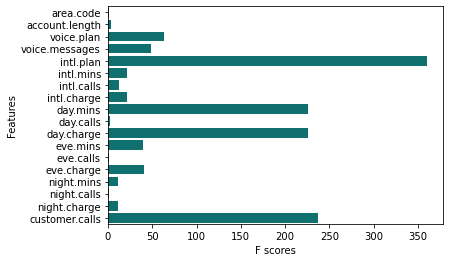 area.code
account.length
voice.plan
voice.messages
intl.plan
intl.mins
intl.calls
intl.charge
day.mins
day.calls
day.charge
eve.mins
eve.calls
eve.charge
night.mins
night.calls
night.charge
customer.calls
Features
0 50 100 150 200 250 300 350
F scores